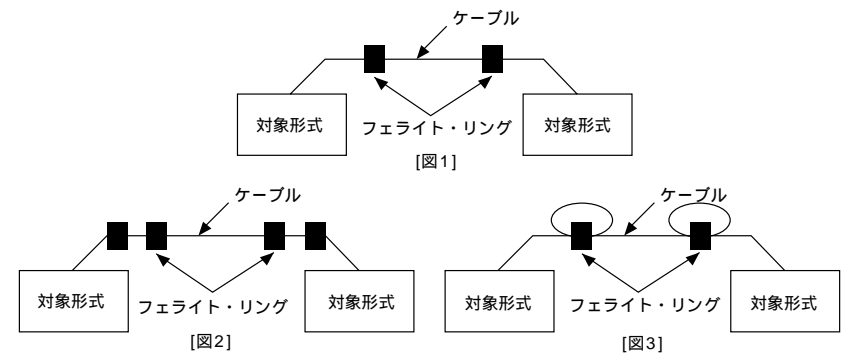 ケーブル
対象形式
フェライト・リング
対象形式
[図1]
ケーブル
対象形式
フェライト・リング
対象形式
[図2]
ケーブル
対象形式
フェライト・リング
対象形式
[図3]